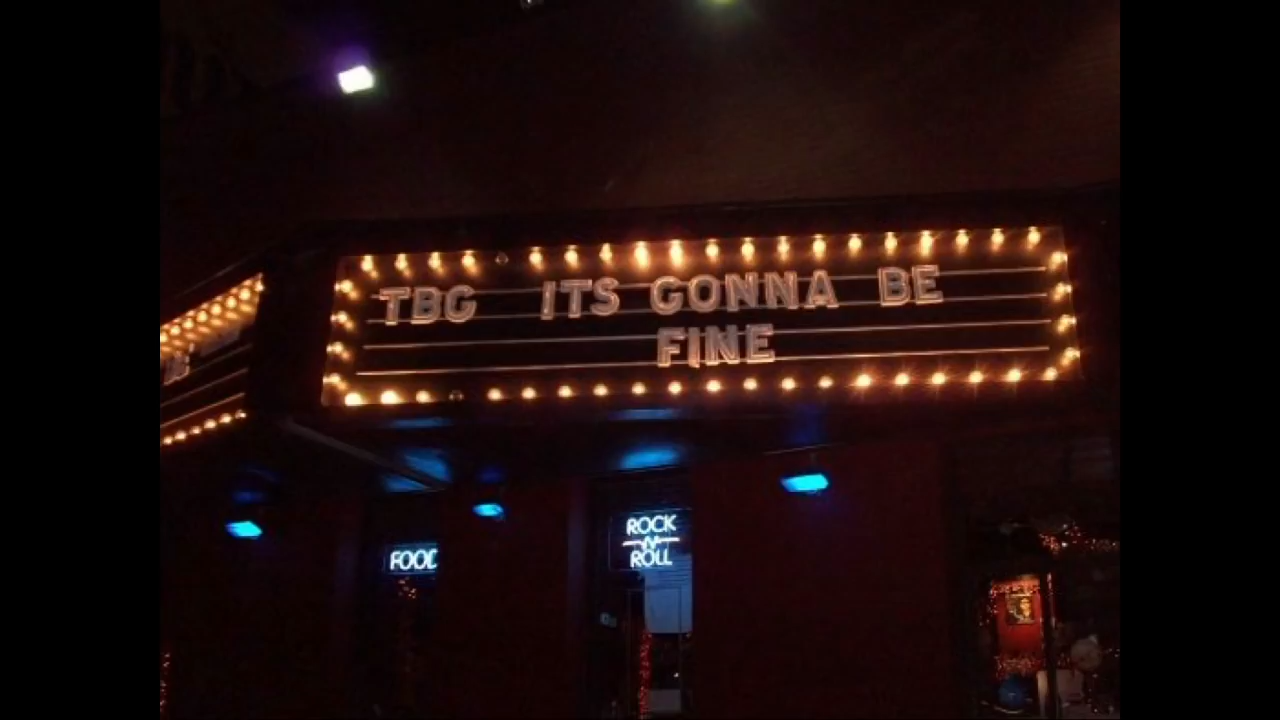 TBG ITS GONNA BE
FINE
FOOD
ROCK
N
ROLL